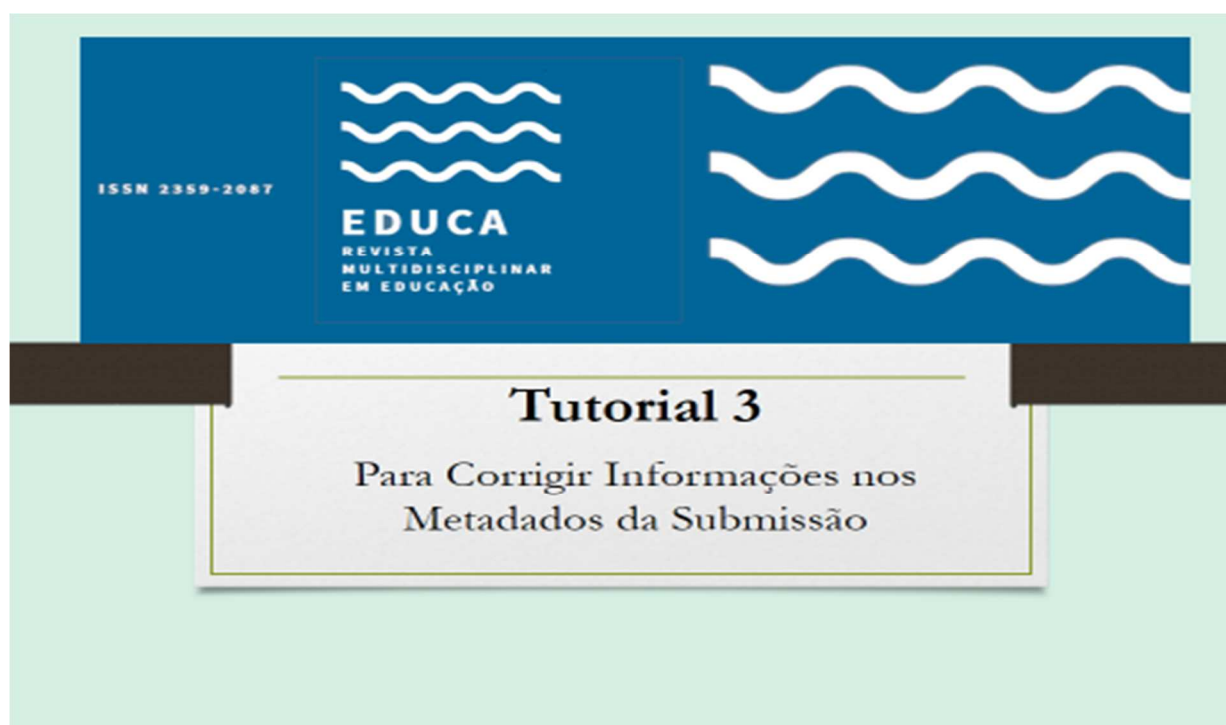 ISSN 2359-2087
EDUCA
REVISTA
MULTIDISCIPLINAR
EM EDUCAÇÃO
Tutorial 3
Para Corrigir Informações nos
Metadados da Submissão